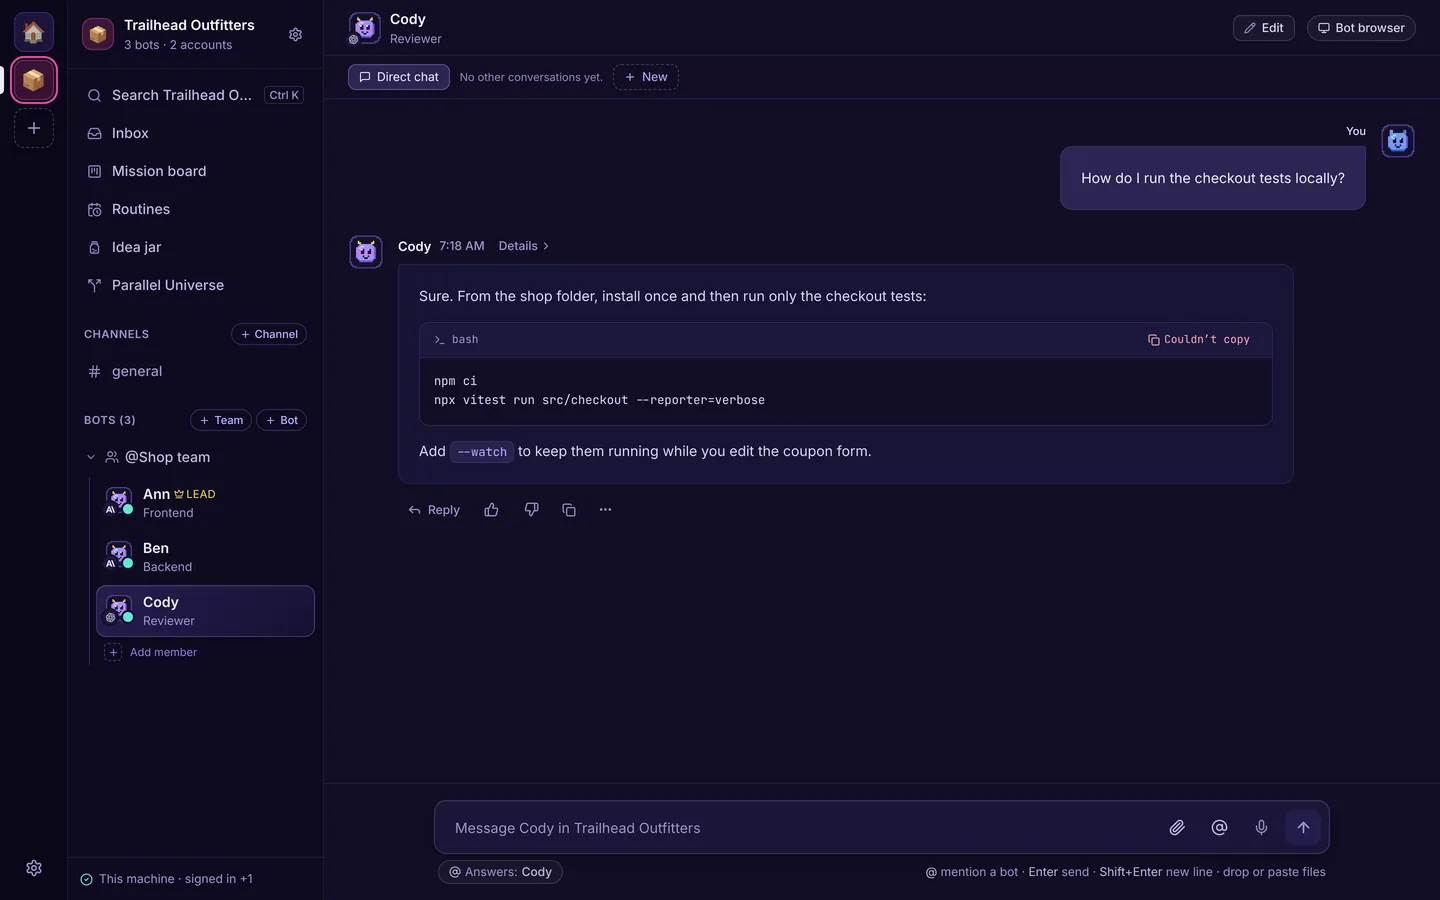 Trailhead Outfitters
3 bots · 2 accounts
Search Trailhead O...
Ctrl K
Inbox
Mission board
Routines
Idea jar
Parallel Universe
CHANNELS
+ Channel
# general
BOTS (3)
+ Team
+ Bot
@Shop team
Ann LEAD
Frontend
Ben
Backend
Cody
Reviewer
+ Add member
This machine · signed in +1
Cody
Reviewer
Edit
Bot browser
Direct chat
No other conversations yet.
+ New
You
How do I run the checkout tests locally?
Cody 7:18 AM Details >
Sure. From the shop folder, install once and then run only the checkout tests:
>_ bash
Couldn’t copy
npm ci
npx vitest run src/checkout --reporter=verbose
Add --watch to keep them running while you edit the coupon form.
Reply
Message Cody in Trailhead Outfitters
@ Answers: Cody
@ mention a bot · Enter send · Shift+Enter new line · drop or paste files